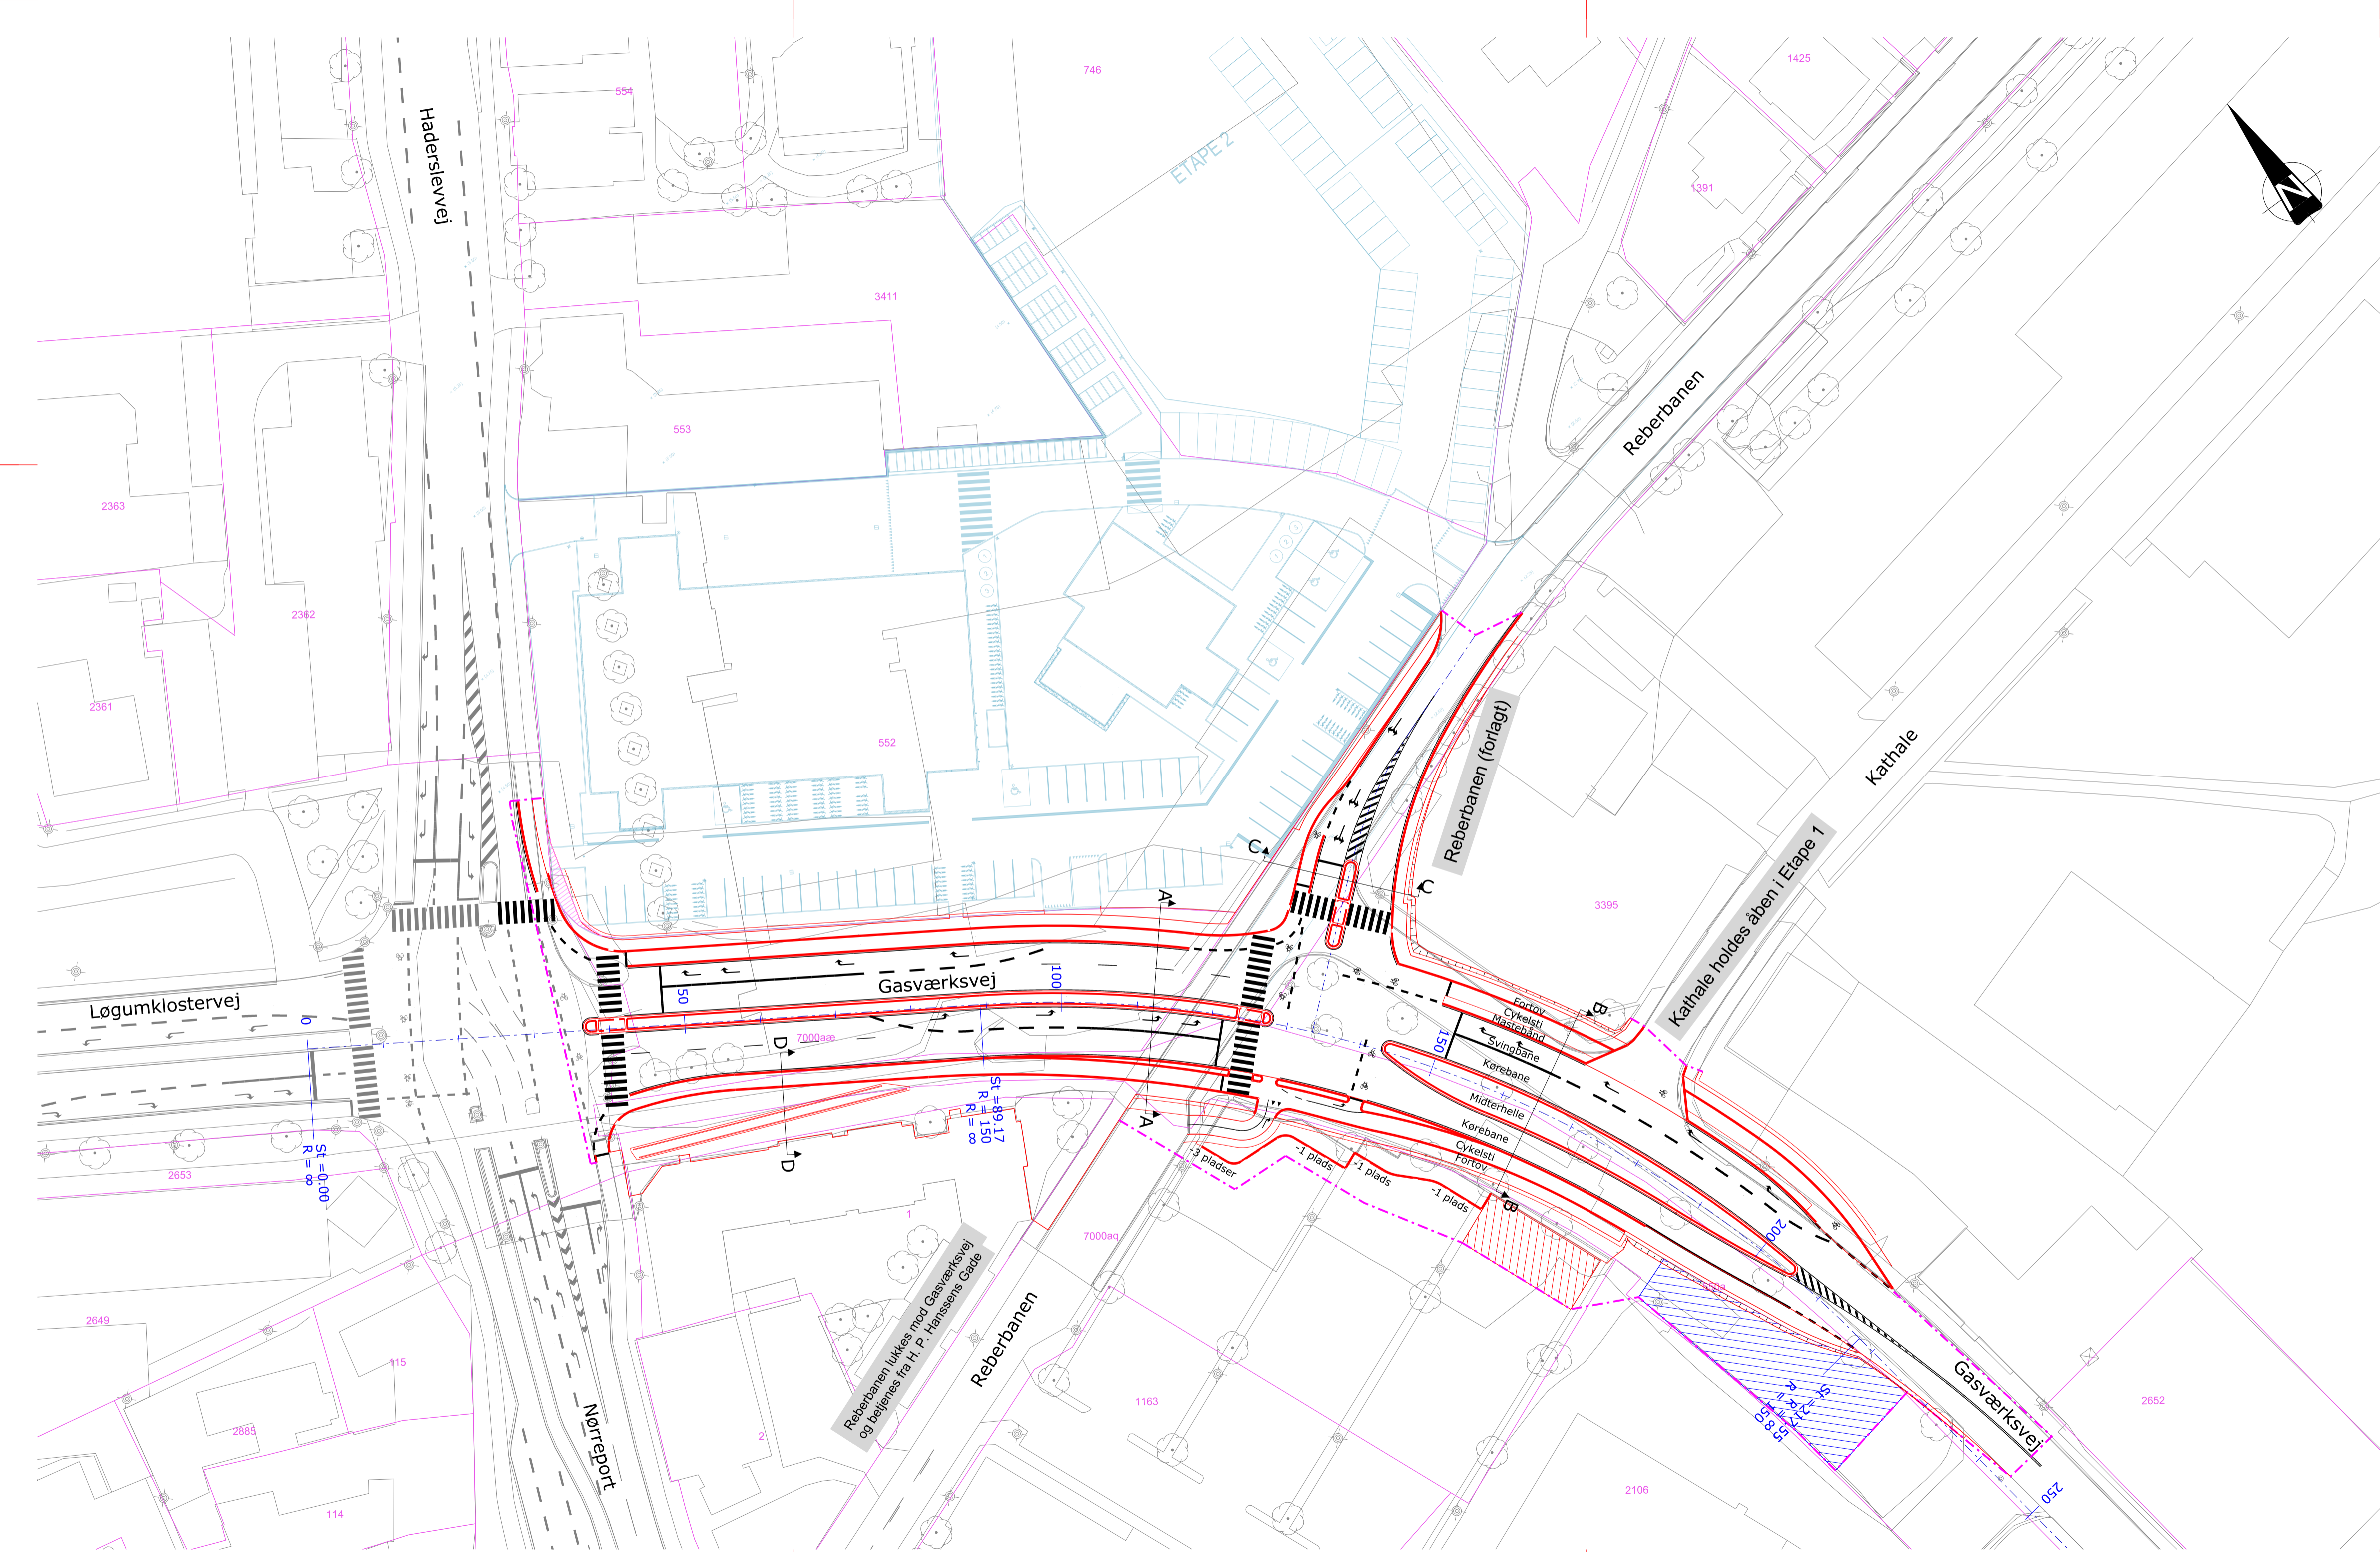 746
1425
554
Haderslevvej
ETAPE 2
1391
N
3411
Reberbanen
553
2363
2362
2361
552
Kathale
Reberbanen (forlagt)
C
C
A
3395
Kathale holdes åben i Etape 1
Løgumklostervej
0
50
Gasværksvej
100
150
200
Fortov
Cykelsti
Mastebånd
Svingbane
Kørebane
Midterhelle
Kørebane
Cykelsti
Fortov
B
B
D
D
A
7000aæ
St =89.17
R = 150
R = ∞
St =0.00
R = ∞
2653
-3 pladser
-1 plads
-1 plads
-1 plads
1
7000aq
Reberbanen lukkes mod Gasværksvej
og betjenes fra H. P. Hanssens Gade
Reberbanen
2649
115
2885
114
2
Nørreport
1163
Gasværksvej
2652
2106
250